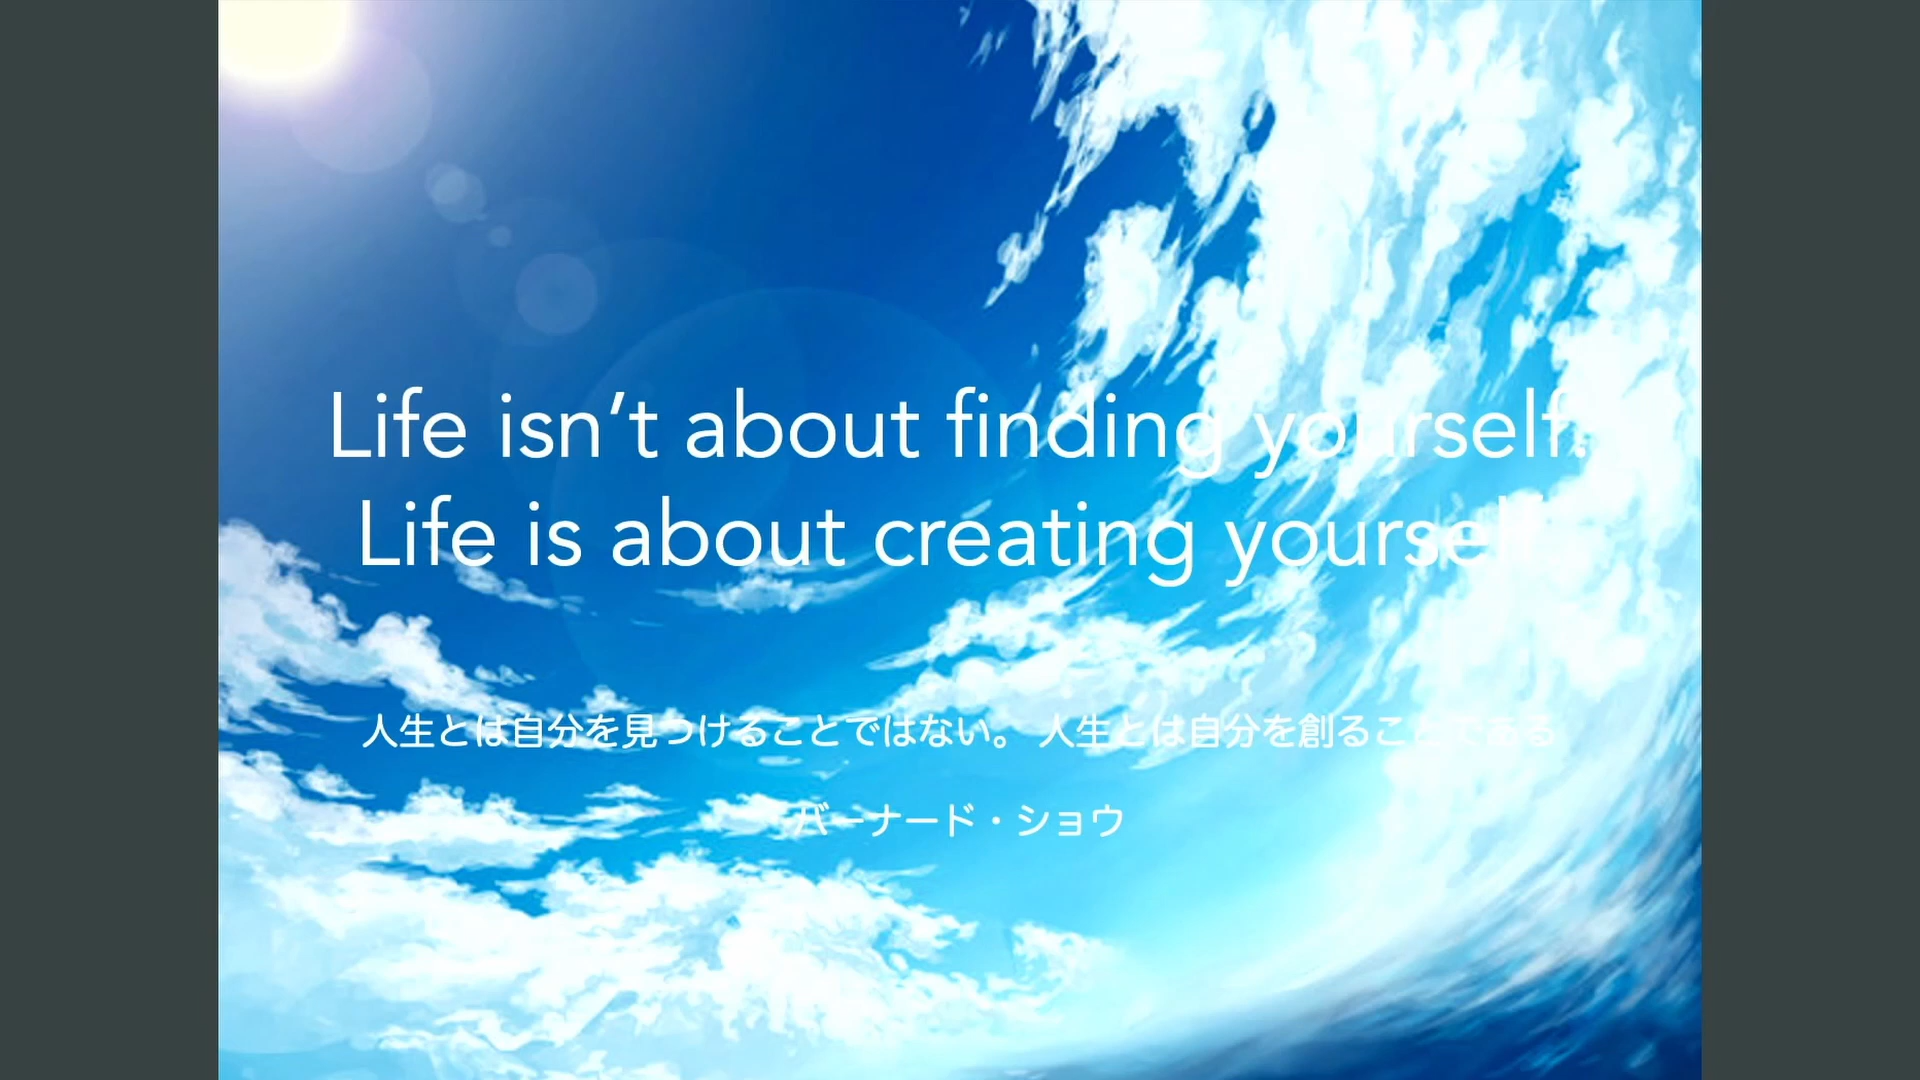 Life isn’t about finding yourself.
Life is about creating yourself.
人生とは自分を見つけることではない。 人生とは自分を創ることである
バーナード・ショウ